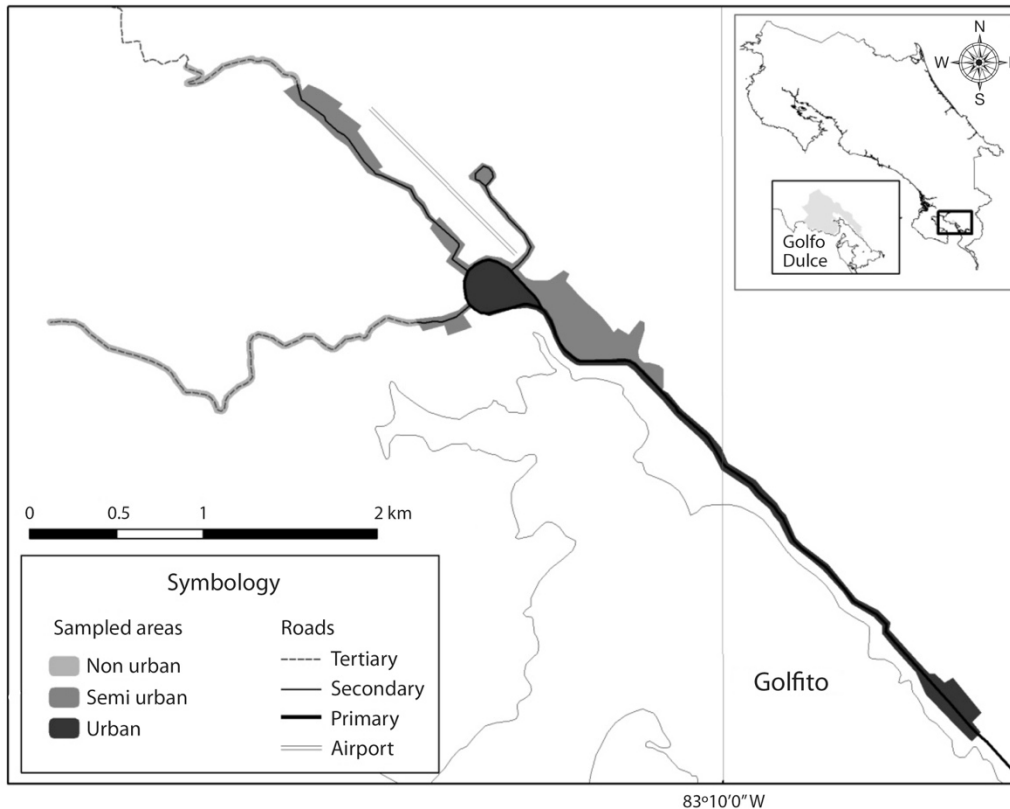 N
W
S
Golfo
Dulce
0 0.5 1 2 km
Symbology
Sampled areas
Non urban
Semi urban
Urban
Roads
Tertiary
Secondary
Primary
Airport
Golfito
83º10'0" W